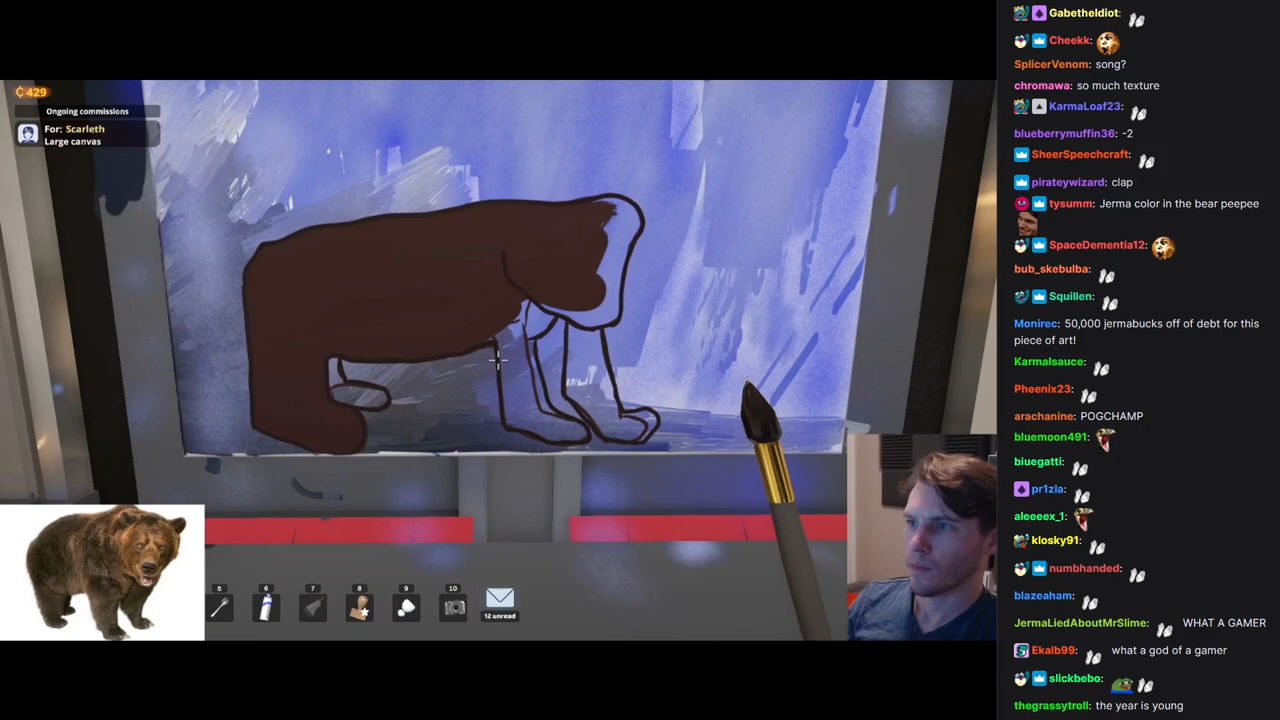 429
Ongoing commissions
For: Scarleth
Large canvas
5 6 7 8 9 10
12 unread
GabetheIdiot:
Cheekk:
SplicerVenom: song?
chromawa: so much texture
KarmaLoaf23:
blueberrymuffin36: -2
SheerSpeechcraft:
pirateywizard: clap
tysumm: Jerma color in the bear peepee
SpaceDementia12:
bub_skebulba:
Squillen:
Monirec: 50,000 jermabucks off of debt for this
piece of art!
Karmalsauce:
Pheenix23:
arachanine: POGCHAMP
bluemoon491:
biuegatti:
pr1zla:
aleeeex_1:
klosky91:
numbhanded:
blazeaham:
JermaLiedAboutMrSlime: WHAT A GAMER
Ekalb99: what a god of a gamer
slickbebo:
thegrassytroll: the year is young